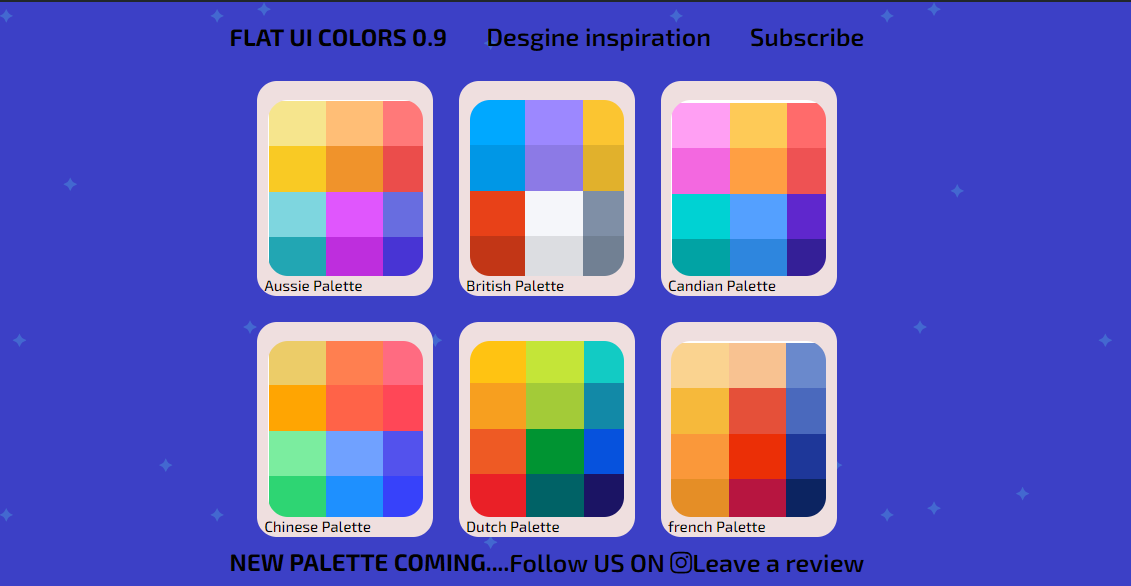 FLAT UI COLORS 0.9 Desgine inspiration Subscribe
Aussie Palette British Palette Candian Palette
Chinese Palette Dutch Palette french Palette
NEW PALETTE COMING....Follow US ON Leave a review